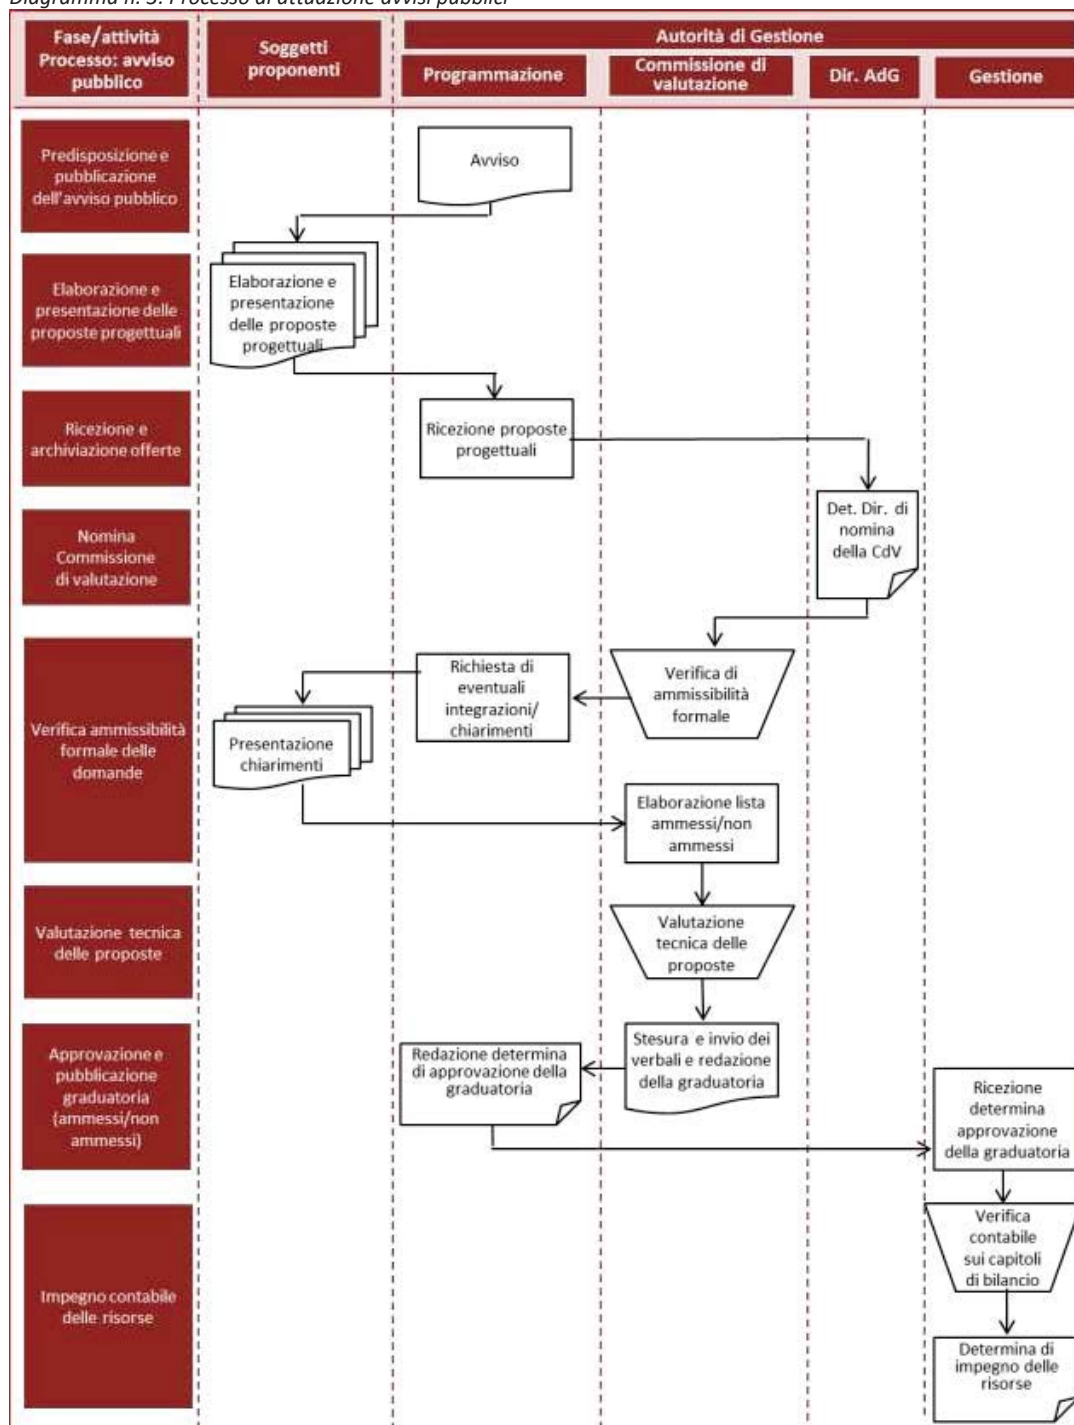 Diagramma n. 3: Processo di attuazione avvisi pubblici
Fase/attività
Processo: avviso
pubblico
Soggetti
proponenti
Autorità di Gestione
Programmazione
Commissione di
valutazione
Dir. AdG
Gestione
Predisposizione e
pubblicazione
dell'avviso pubblico
Avviso
Elaborazione e
presentazione delle
proposte progettuali
Elaborazione e
presentazione
delle proposte
progettuali
Ricezione e
archiviazione offerte
Ricezione proposte
progettuali
Nomina
Commissione
di valutazione
Det. Dir. di
nomina
della CdV
Verifica ammissibilità
formale delle
domande
Presentazione
chiarimenti
Richiesta di
eventuali
integrazioni/
chiarimenti
Verifica di
ammissibilità
formale
Elaborazione lista
ammessi/non
ammessi
Valutazione tecnica
delle proposte
Valutazione
tecnica delle
proposte
Approvazione e
pubblicazione
graduatoria
(ammessi/non
ammessi)
Redazione determina
di approvazione della
graduatoria
Stesura e invio dei
verbali e redazione
della graduatoria
Ricezione
determina
approvazione
della graduatoria
Impegno contabile
delle risorse
Verifica
contabile
sui capitoli
di bilancio
Determina di
impegno delle
risorse